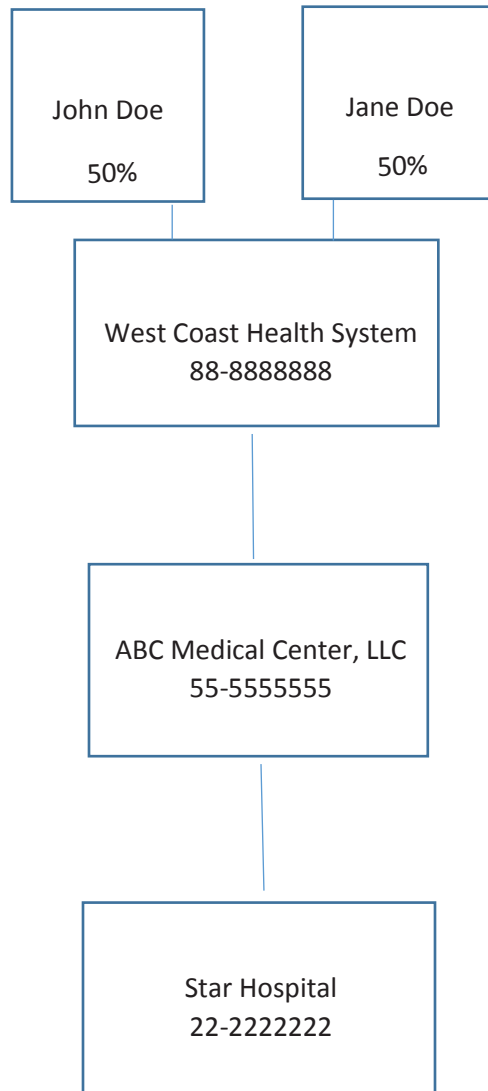 John Doe
50%
Jane Doe
50%
West Coast Health System
88-8888888
ABC Medical Center, LLC
55-5555555
Star Hospital
22-2222222